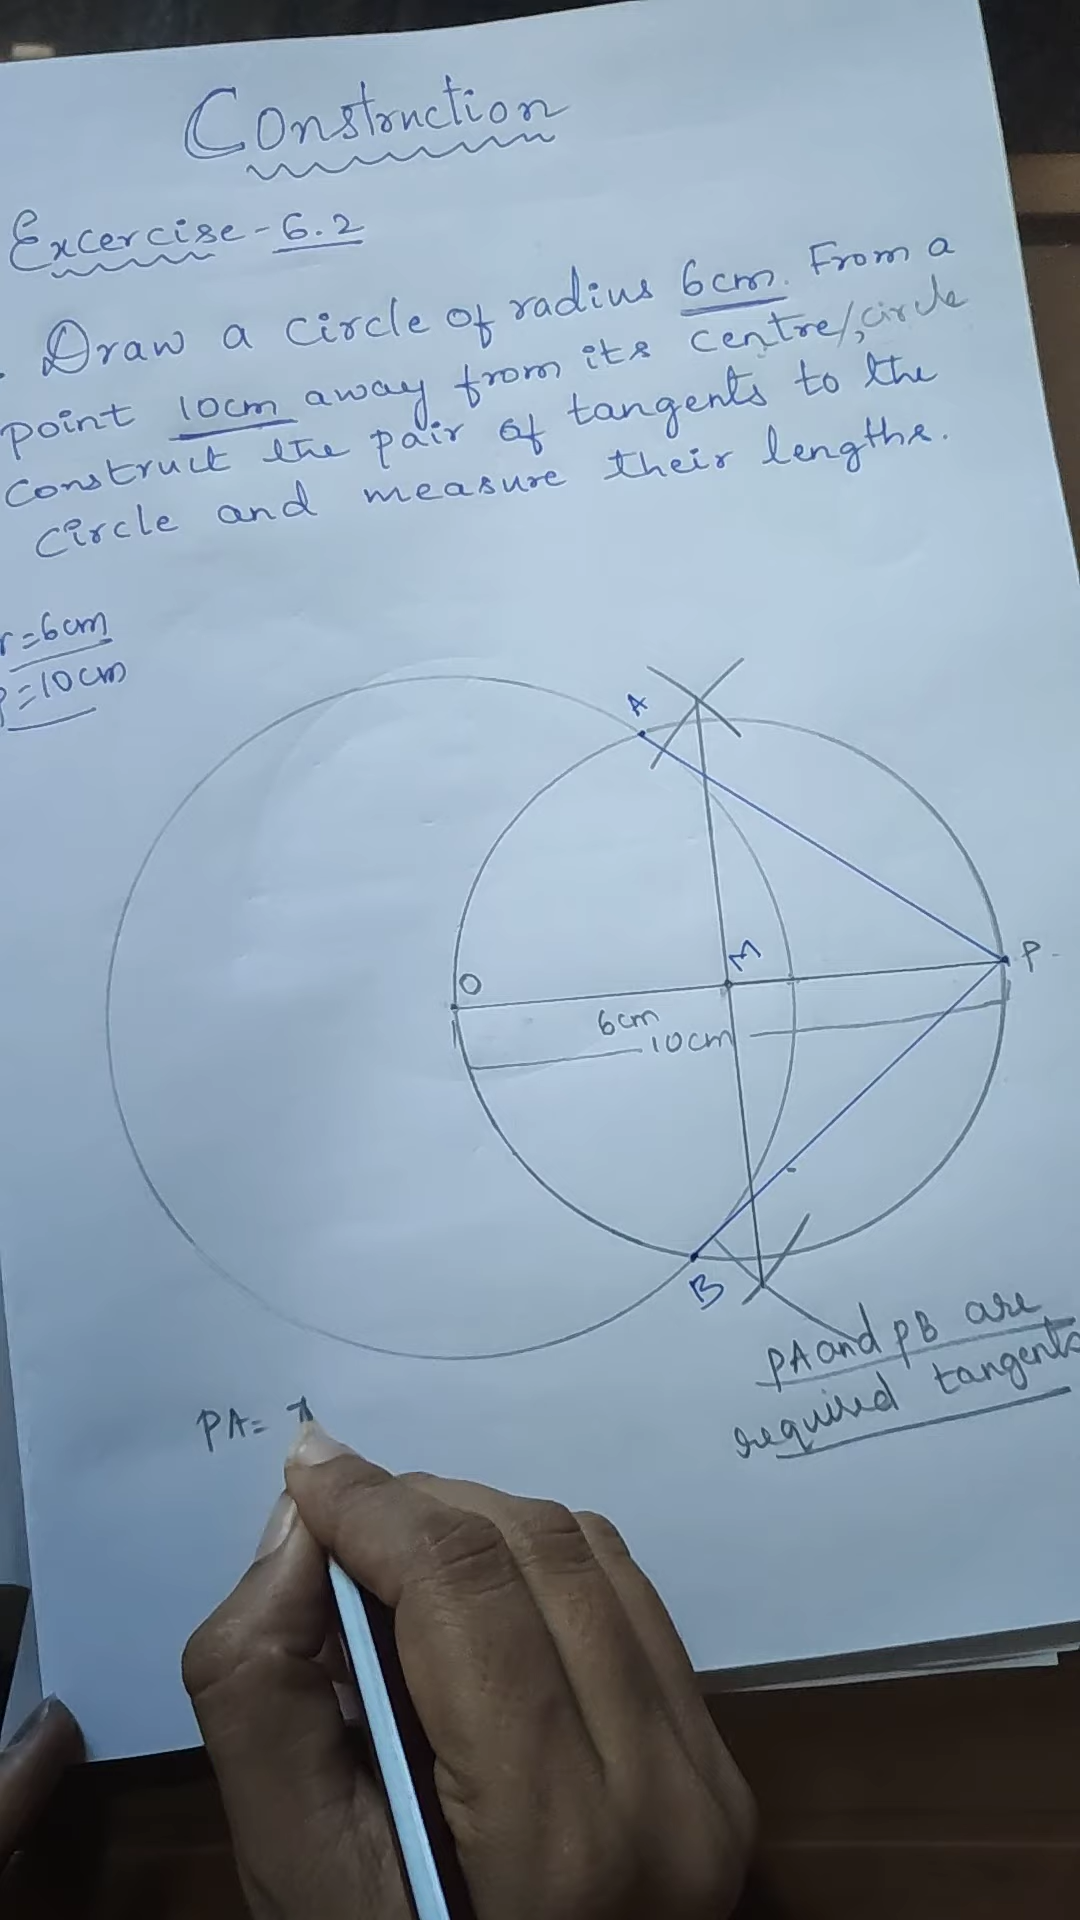 Construction
Excercise-6.2
Draw a circle of radius 6cm. From a
point 10cm away from its centre/, circle
construct the pair of tangents to the
circle and measure their lengths.
r=6cm
=10cm
A
M
P
O
6cm
10cm
B
PA and PB are
required tangents
PA=